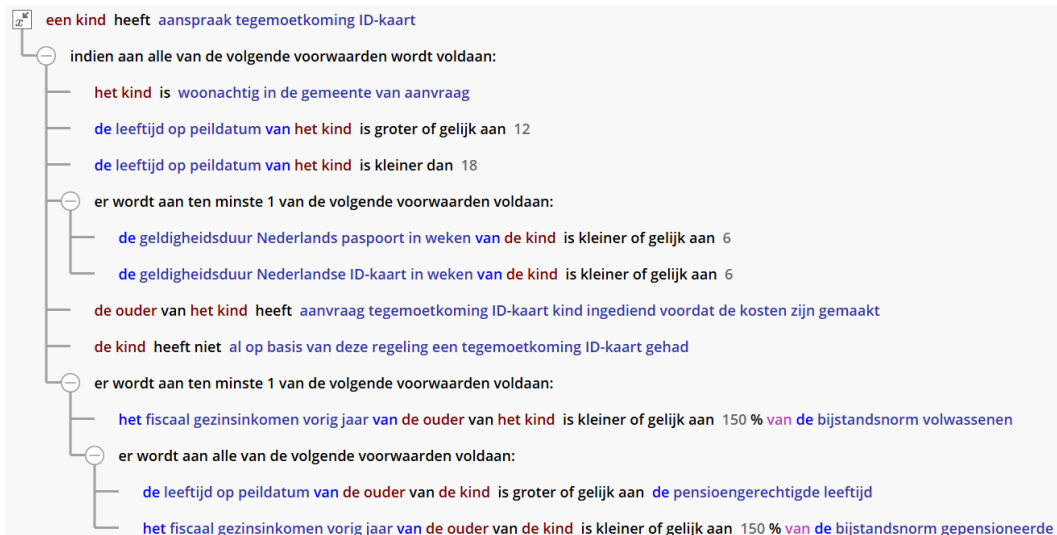 een kind heeft aanspraak tegemoetkoming ID-kaart
indien aan alle van de volgende voorwaarden wordt voldaan:
het kind is woonachtig in de gemeente van aanvraag
de leeftijd op peildatum van het kind is groter of gelijk aan 12
de leeftijd op peildatum van het kind is kleiner dan 18
er wordt aan ten minste 1 van de volgende voorwaarden voldaan:
de geldigheidsduur Nederlands paspoort in weken van de kind is kleiner of gelijk aan 6
de geldigheidsduur Nederlandse ID-kaart in weken van de kind is kleiner of gelijk aan 6
de ouder van het kind heeft aanvraag tegemoetkoming ID-kaart kind ingediend voordat de kosten zijn gemaakt
de kind heeft niet al op basis van deze regeling een tegemoetkoming ID-kaart gehad
er wordt aan ten minste 1 van de volgende voorwaarden voldaan:
het fiscaal gezinsinkomen vorig jaar van de ouder van het kind is kleiner of gelijk aan 150 % van de bijstandsnorm volwassenen
er wordt aan alle van de volgende voorwaarden voldaan:
de leeftijd op peildatum van de ouder van de kind is groter of gelijk aan de pensioengerechtigde leeftijd
het fiscaal gezinsinkomen vorig jaar van de ouder van de kind is kleiner of gelijk aan 150 % van de bijstandsnorm gepensioneerde